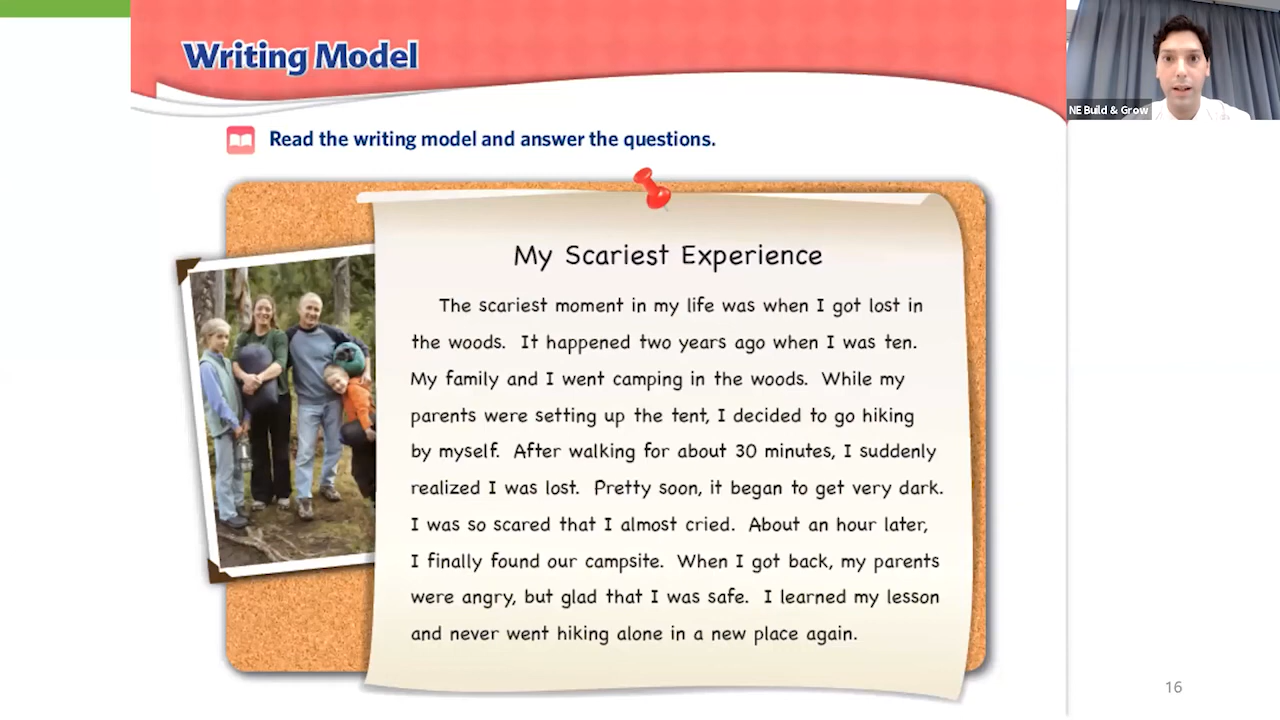 Writing Model
NE Build & Grow
Read the writing model and answer the questions.
My Scariest Experience
The scariest moment in my life was when I got lost in
the woods. It happened two years ago when I was ten.
My family and I went camping in the woods. While my
parents were setting up the tent, I decided to go hiking
by myself. After walking for about 30 minutes, I suddenly
realized I was lost. Pretty soon, it began to get very dark.
I was so scared that I almost cried. About an hour later,
I finally found our campsite. When I got back, my parents
were angry, but glad that I was safe. I learned my lesson
and never went hiking alone in a new place again.
16